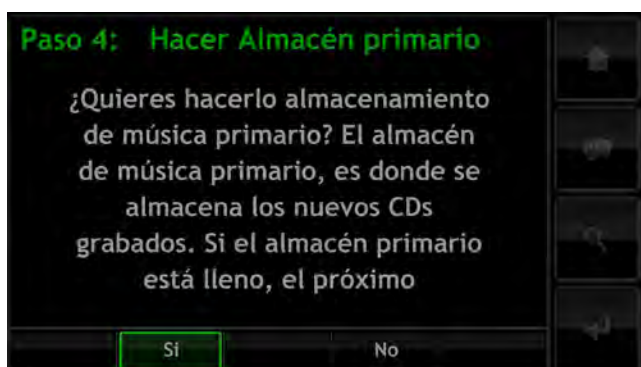 Paso 4: Hacer Almacén primario
¿Quieres hacerlo almacenamiento
de música primario? El almacén
de música primario, es donde se
almacena los nuevos CDs
grabados. Si el almacén primario
está lleno, el próximo
Si No